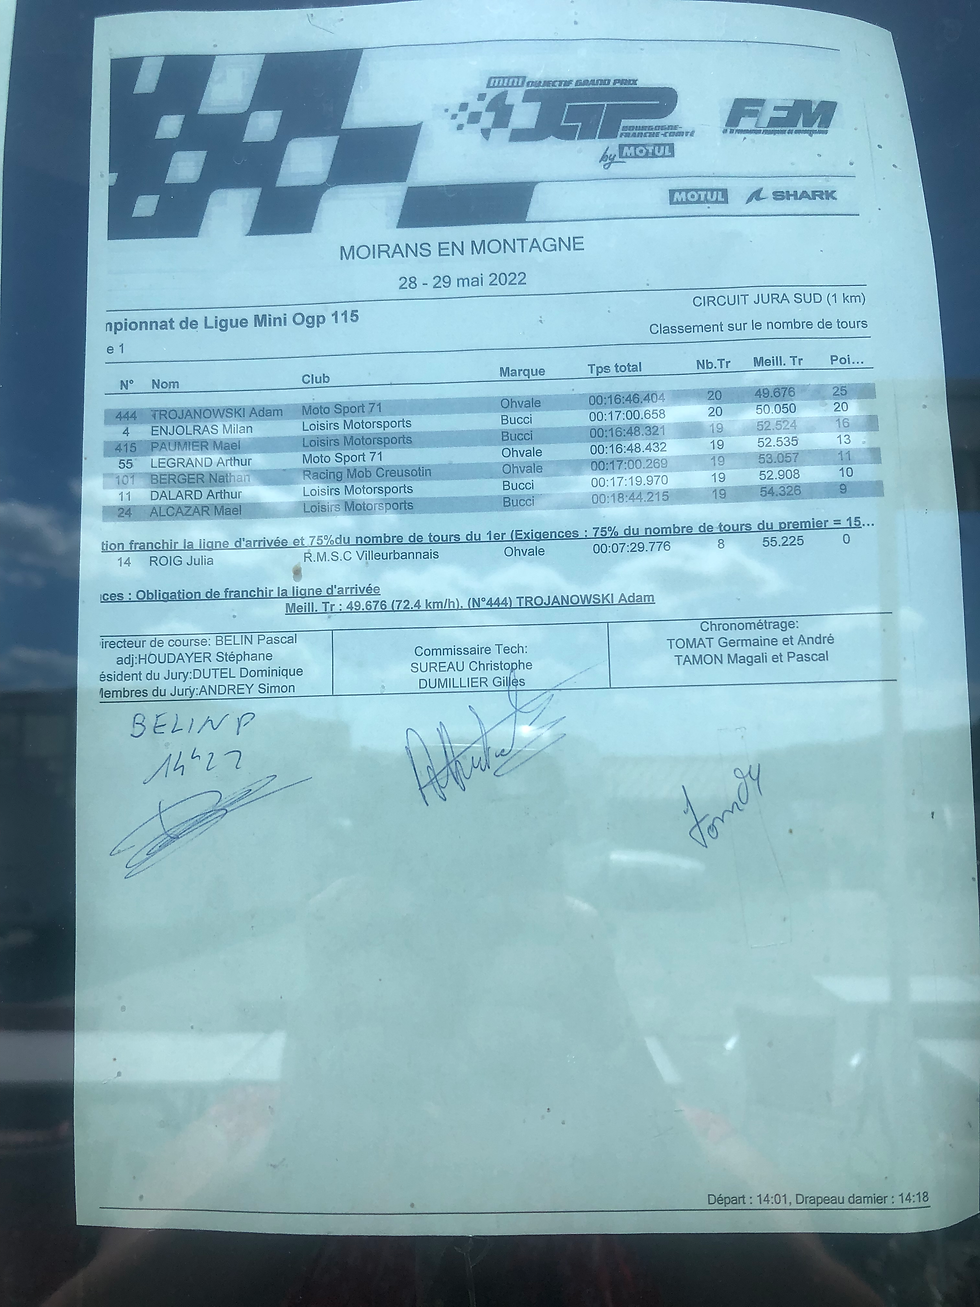 MINI OBJECTIF GRAND PRIX
OGP
BOURGOGNE-
FRANCHE-COMTÉ
by MOTUL
FFM
MOTUL SHARK
MOIRANS EN MONTAGNE
28 - 29 mai 2022
CIRCUIT JURA SUD (1 km)
npionnat de Ligue Mini Ogp 115
Classement sur le nombre de tours
e 1
N° Nom Club Marque Tps total Nb.Tr Meill. Tr Poi...
444 TROJANOWSKI Adam Moto Sport 71 Ohvale 00:16:46.404 20 49.676 25
4 ENJOLRAS Milan Loisirs Motorsports Bucci 00:17:00.658 20 50.050 20
415 PAUMIER Mael Loisirs Motorsports Bucci 00:16:48.321 19 52.524 16
55 LEGRAND Arthur Moto Sport 71 Ohvale 00:16:48.432 19 52.535 13
101 BERGER Nathan Racing Mob Creusotin Ohvale 00:17:00.269 19 53.057 11
11 DALARD Arthur Loisirs Motorsports Bucci 00:17:19.970 19 52.908 10
24 ALCAZAR Mael Loisirs Motorsports Bucci 00:18:44.215 19 54.326 9
tion franchir la ligne d'arrivée et 75%du nombre de tours du 1er (Exigences : 75% du nombre de tours du premier = 15...
14 ROIG Julia R.M.S.C Villeurbannais Ohvale 00:07:29.776 8 55.225 0
ces : Obligation de franchir la ligne d'arrivée
Meill. Tr : 49.676 (72.4 km/h), (N°444) TROJANOWSKI Adam
irecteur de course: BELIN Pascal
adj:HOUDAYER Stéphane
ésident du Jury:DUTEL Dominique
Membres du Jury:ANDREY Simon
Commissaire Tech:
SUREAU Christophe
DUMILLIER Gilles
Chronométrage:
TOMAT Germaine et André
TAMON Magali et Pascal
BELIN P
14h27
Départ : 14:01, Drapeau damier : 14:18